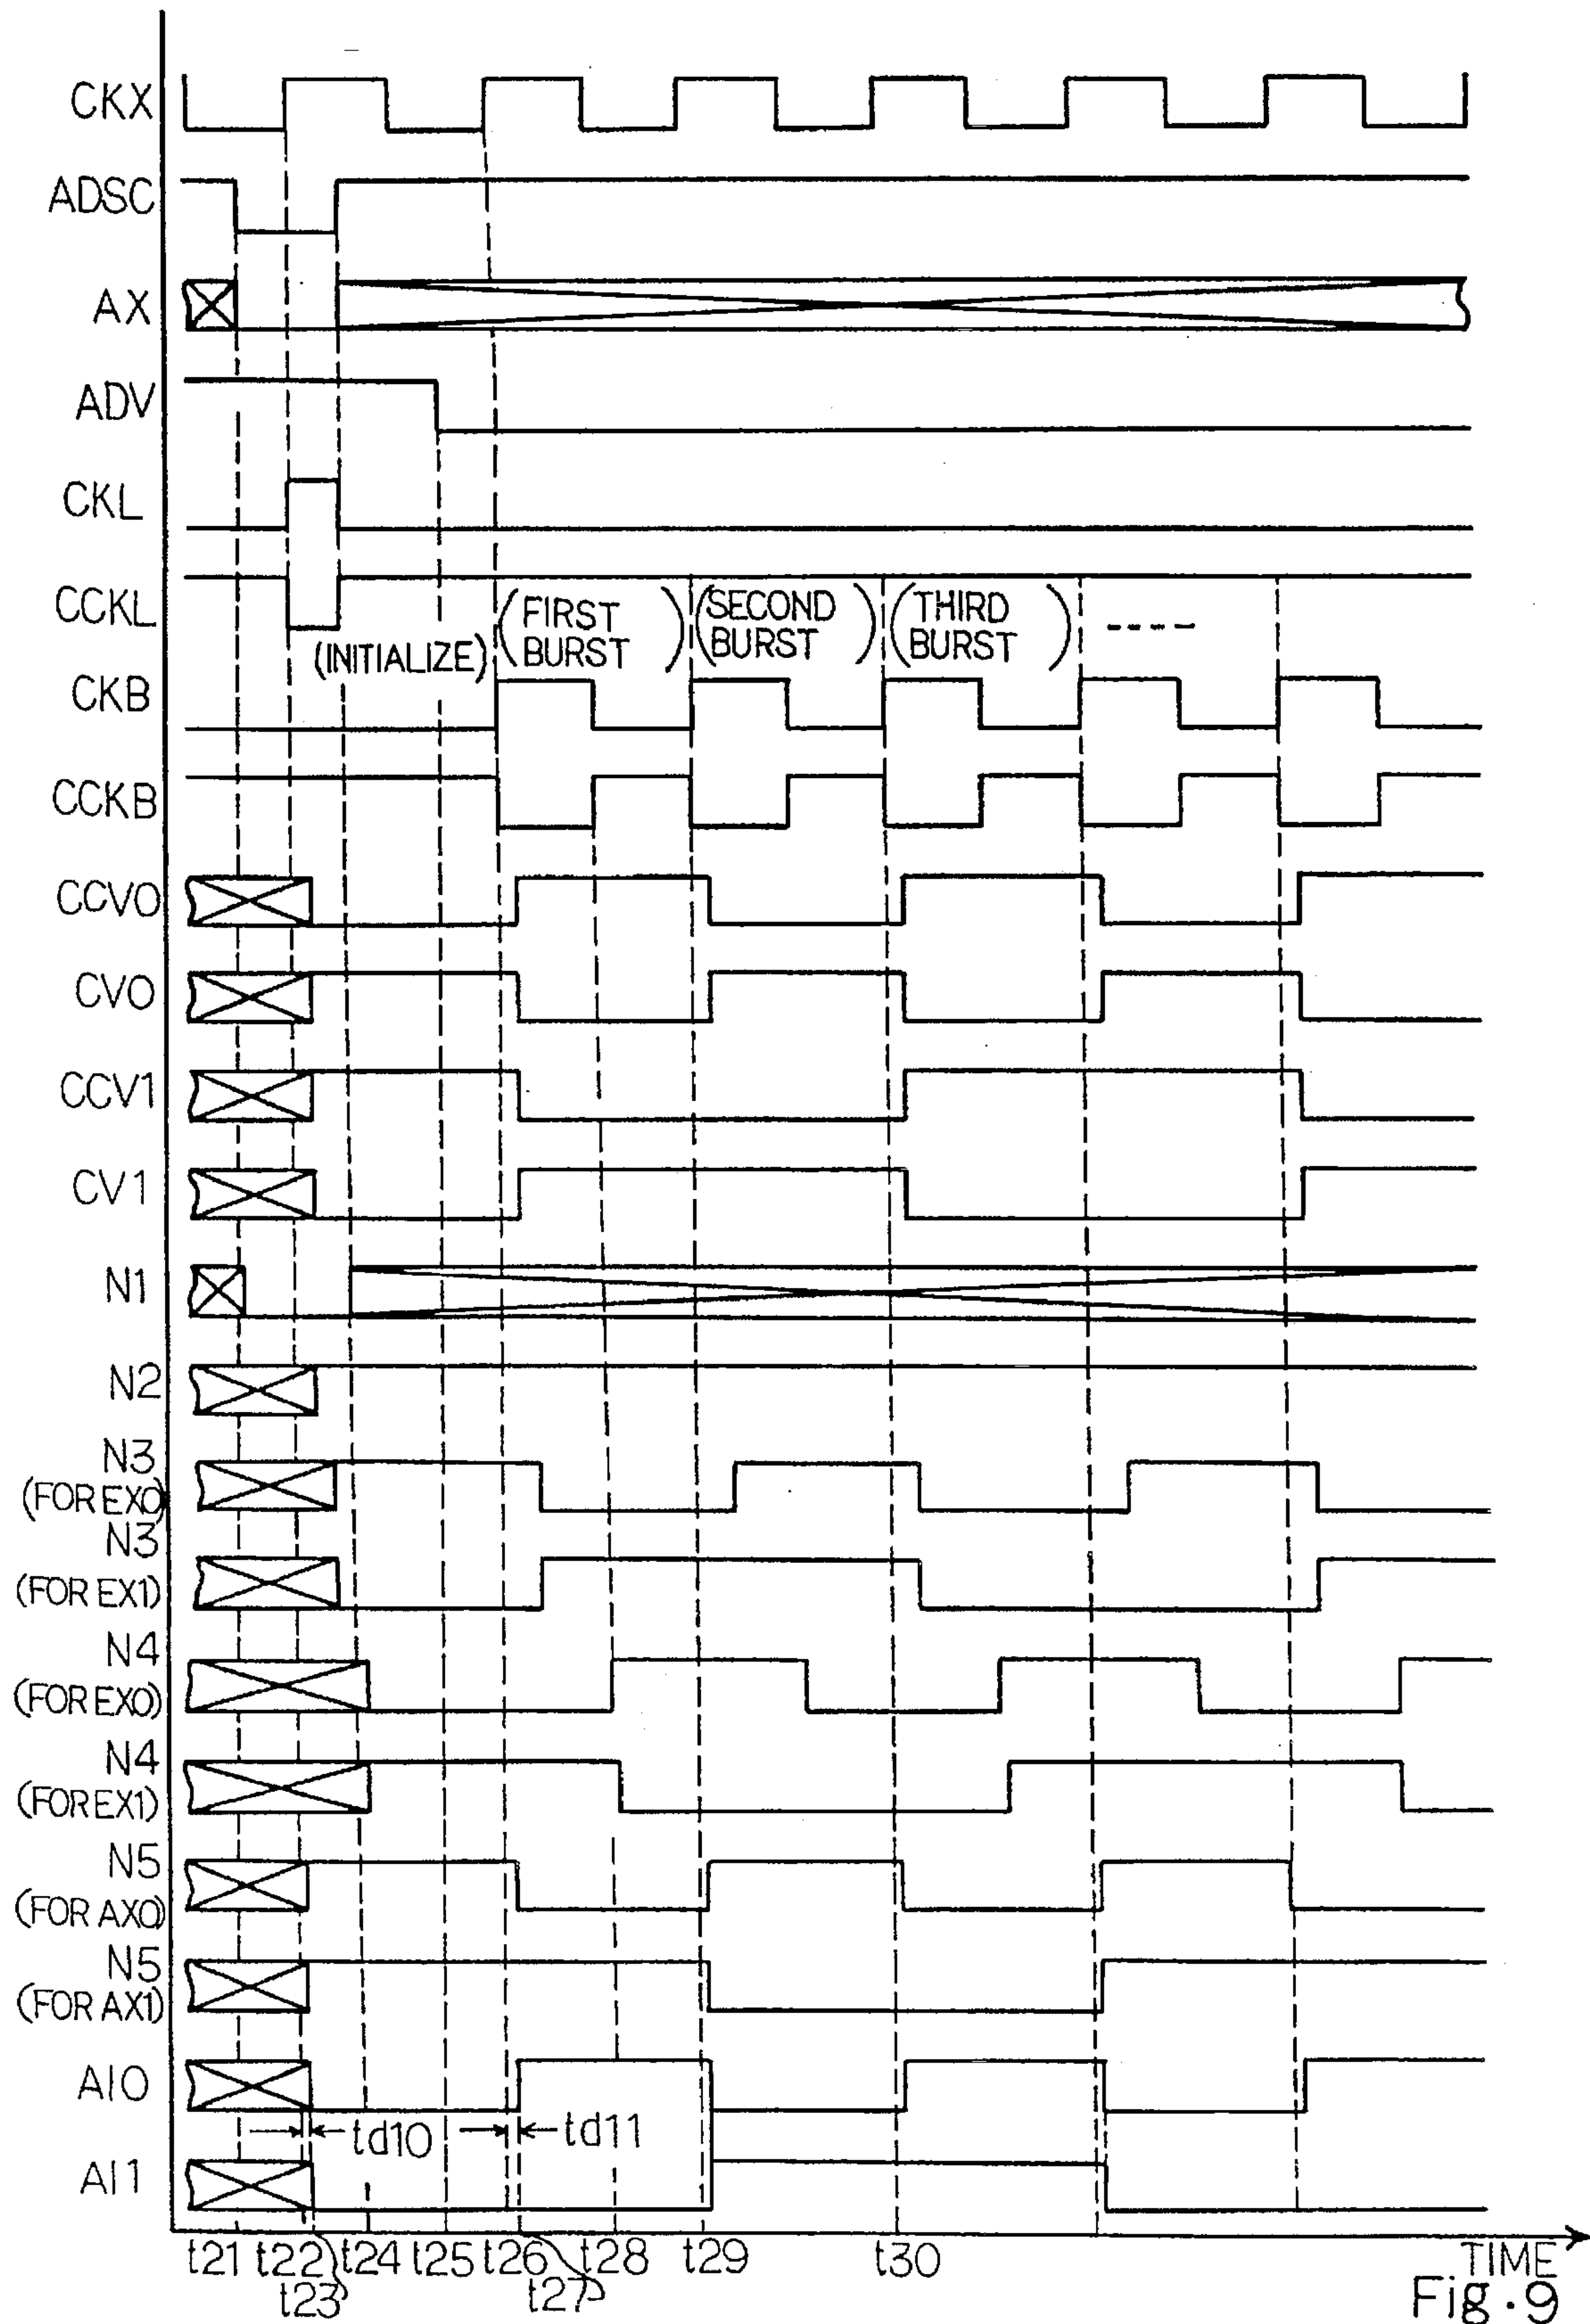 CKX
ADSC
AX
ADV
CKL
CCKL
(INITIALIZE)
(FIRST
BURST)
(SECOND
BURST)
(THIRD
BURST)
----
CKB
CCKB
CCV0
CV0
CCV1
CV1
N1
N2
N3
(FOR EX0)
N3
(FOR EX1)
N4
(FOR EX0)
N4
(FOR EX1)
N5
(FOR AX0)
N5
(FOR AX1)
AI0
td10 td11
AI1
t21 t22 t24 t25 t26 t28 t29 t30 TIME
t23 t27
Fig.9